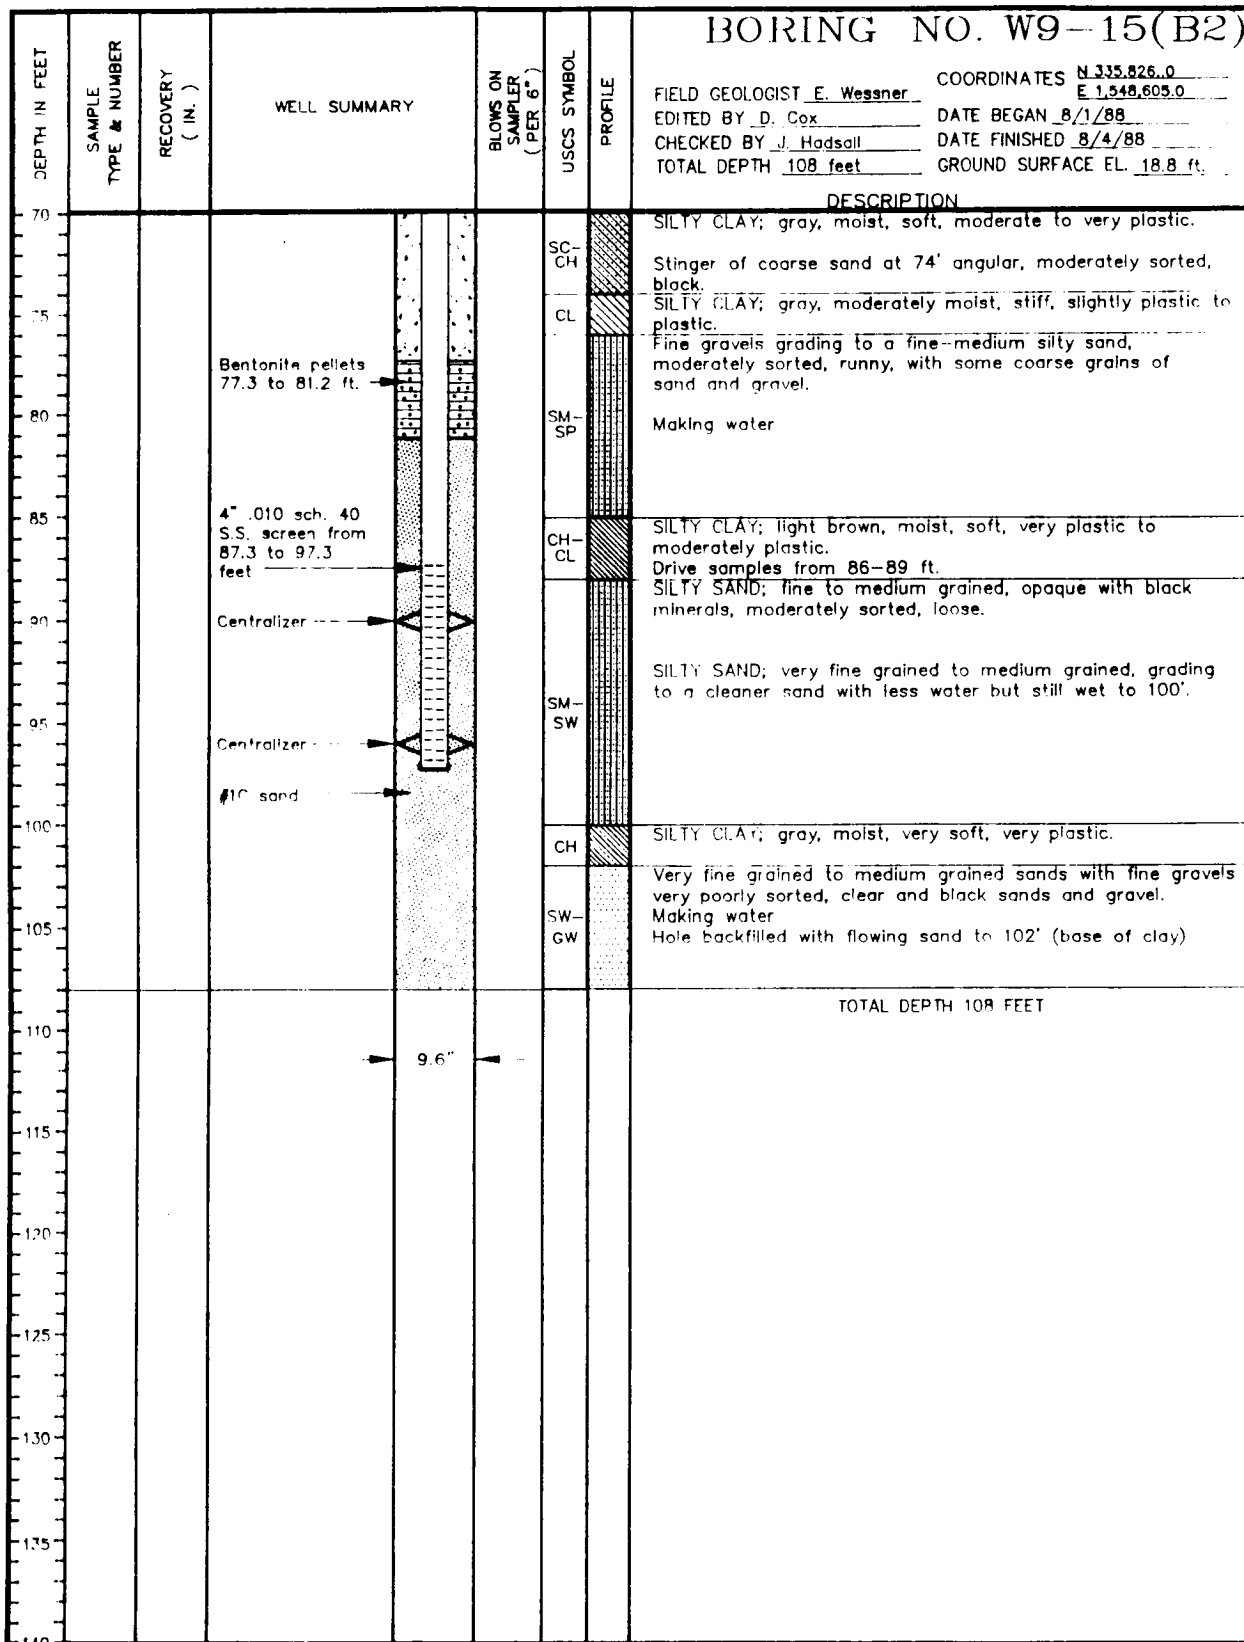 BORING NO. W9-15(B2)
DEPTH IN FEET
SAMPLE
TYPE & NUMBER
RECOVERY
( IN. )
WELL SUMMARY
BLOWS ON
SAMPLER
( PER 6" )
USCS SYMBOL
PROFILE
FIELD GEOLOGIST E. Wessner
EDITED BY D. Cox
CHECKED BY J. Hadsall
TOTAL DEPTH 108 feet
COORDINATES N 335.826..0
E 1,548,605.0
DATE BEGAN 8/1/88
DATE FINISHED 8/4/88
GROUND SURFACE EL. 18.8 ft.
DESCRIPTION
70
SC-
CH
SILTY CLAY; gray, moist, soft, moderate to very plastic.
Stinger of coarse sand at 74' angular, moderately sorted,
black.
75
CL
SILTY CLAY; gray, moderately moist, stiff, slightly plastic to
plastic.
Bentonite pellets
77.3 to 81.2 ft.
80
SM-
SP
Fine gravels grading to a fine-medium silty sand,
moderately sorted, runny, with some coarse grains of
sand and gravel.
Making water
85
4" .010 sch. 40
S.S. screen from
87.3 to 97.3
feet
CH-
CL
SILTY CLAY; light brown, moist, soft, very plastic to
moderately plastic.
Drive samples from 86-89 ft.
SILTY SAND; fine to medium grained, opaque with black
minerals, moderately sorted, loose.
90
Centralizer
SM-
SW
SILTY SAND; very fine grained to medium grained, grading
to a cleaner sand with less water but still wet to 100'.
95
Centralizer
#10 sand
100
CH
SILTY CLAY; gray, moist, very soft, very plastic.
105
SW-
GW
Very fine grained to medium grained sands with fine gravels
very poorly sorted, clear and black sands and gravel.
Making water
Hole backfilled with flowing sand to 102' (base of clay)
TOTAL DEPTH 108 FEET
110
9.6"
115
120
125
130
135
140